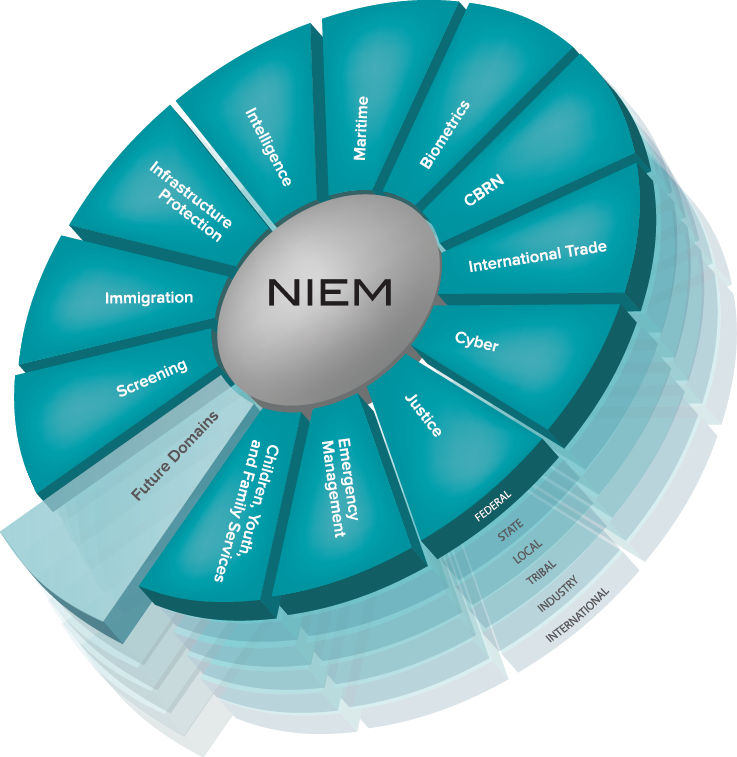 NIEM
Maritime
Biometrics
CBRN
International Trade
Cyber
Justice
Emergency
Management
Children, Youth,
and Family Services
Future Domains
Screening
Immigration
Infrastructure
Protection
Intelligence
FEDERAL
STATE
LOCAL
TRIBAL
INDUSTRY
INTERNATIONAL